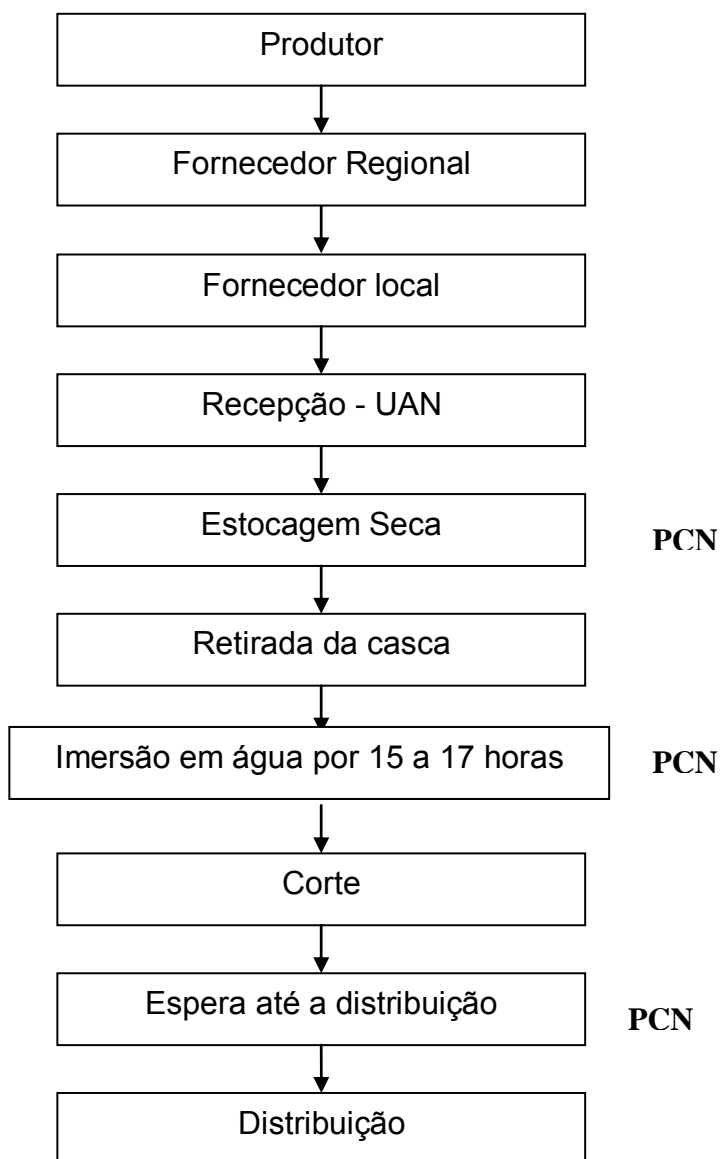 Produtor
Fornecedor Regional
Fornecedor local
Recepção - UAN
Estocagem Seca
PCN
Retirada da casca
Imersão em água por 15 a 17 horas
PCN
Corte
Espera até a distribuição
PCN
Distribuição